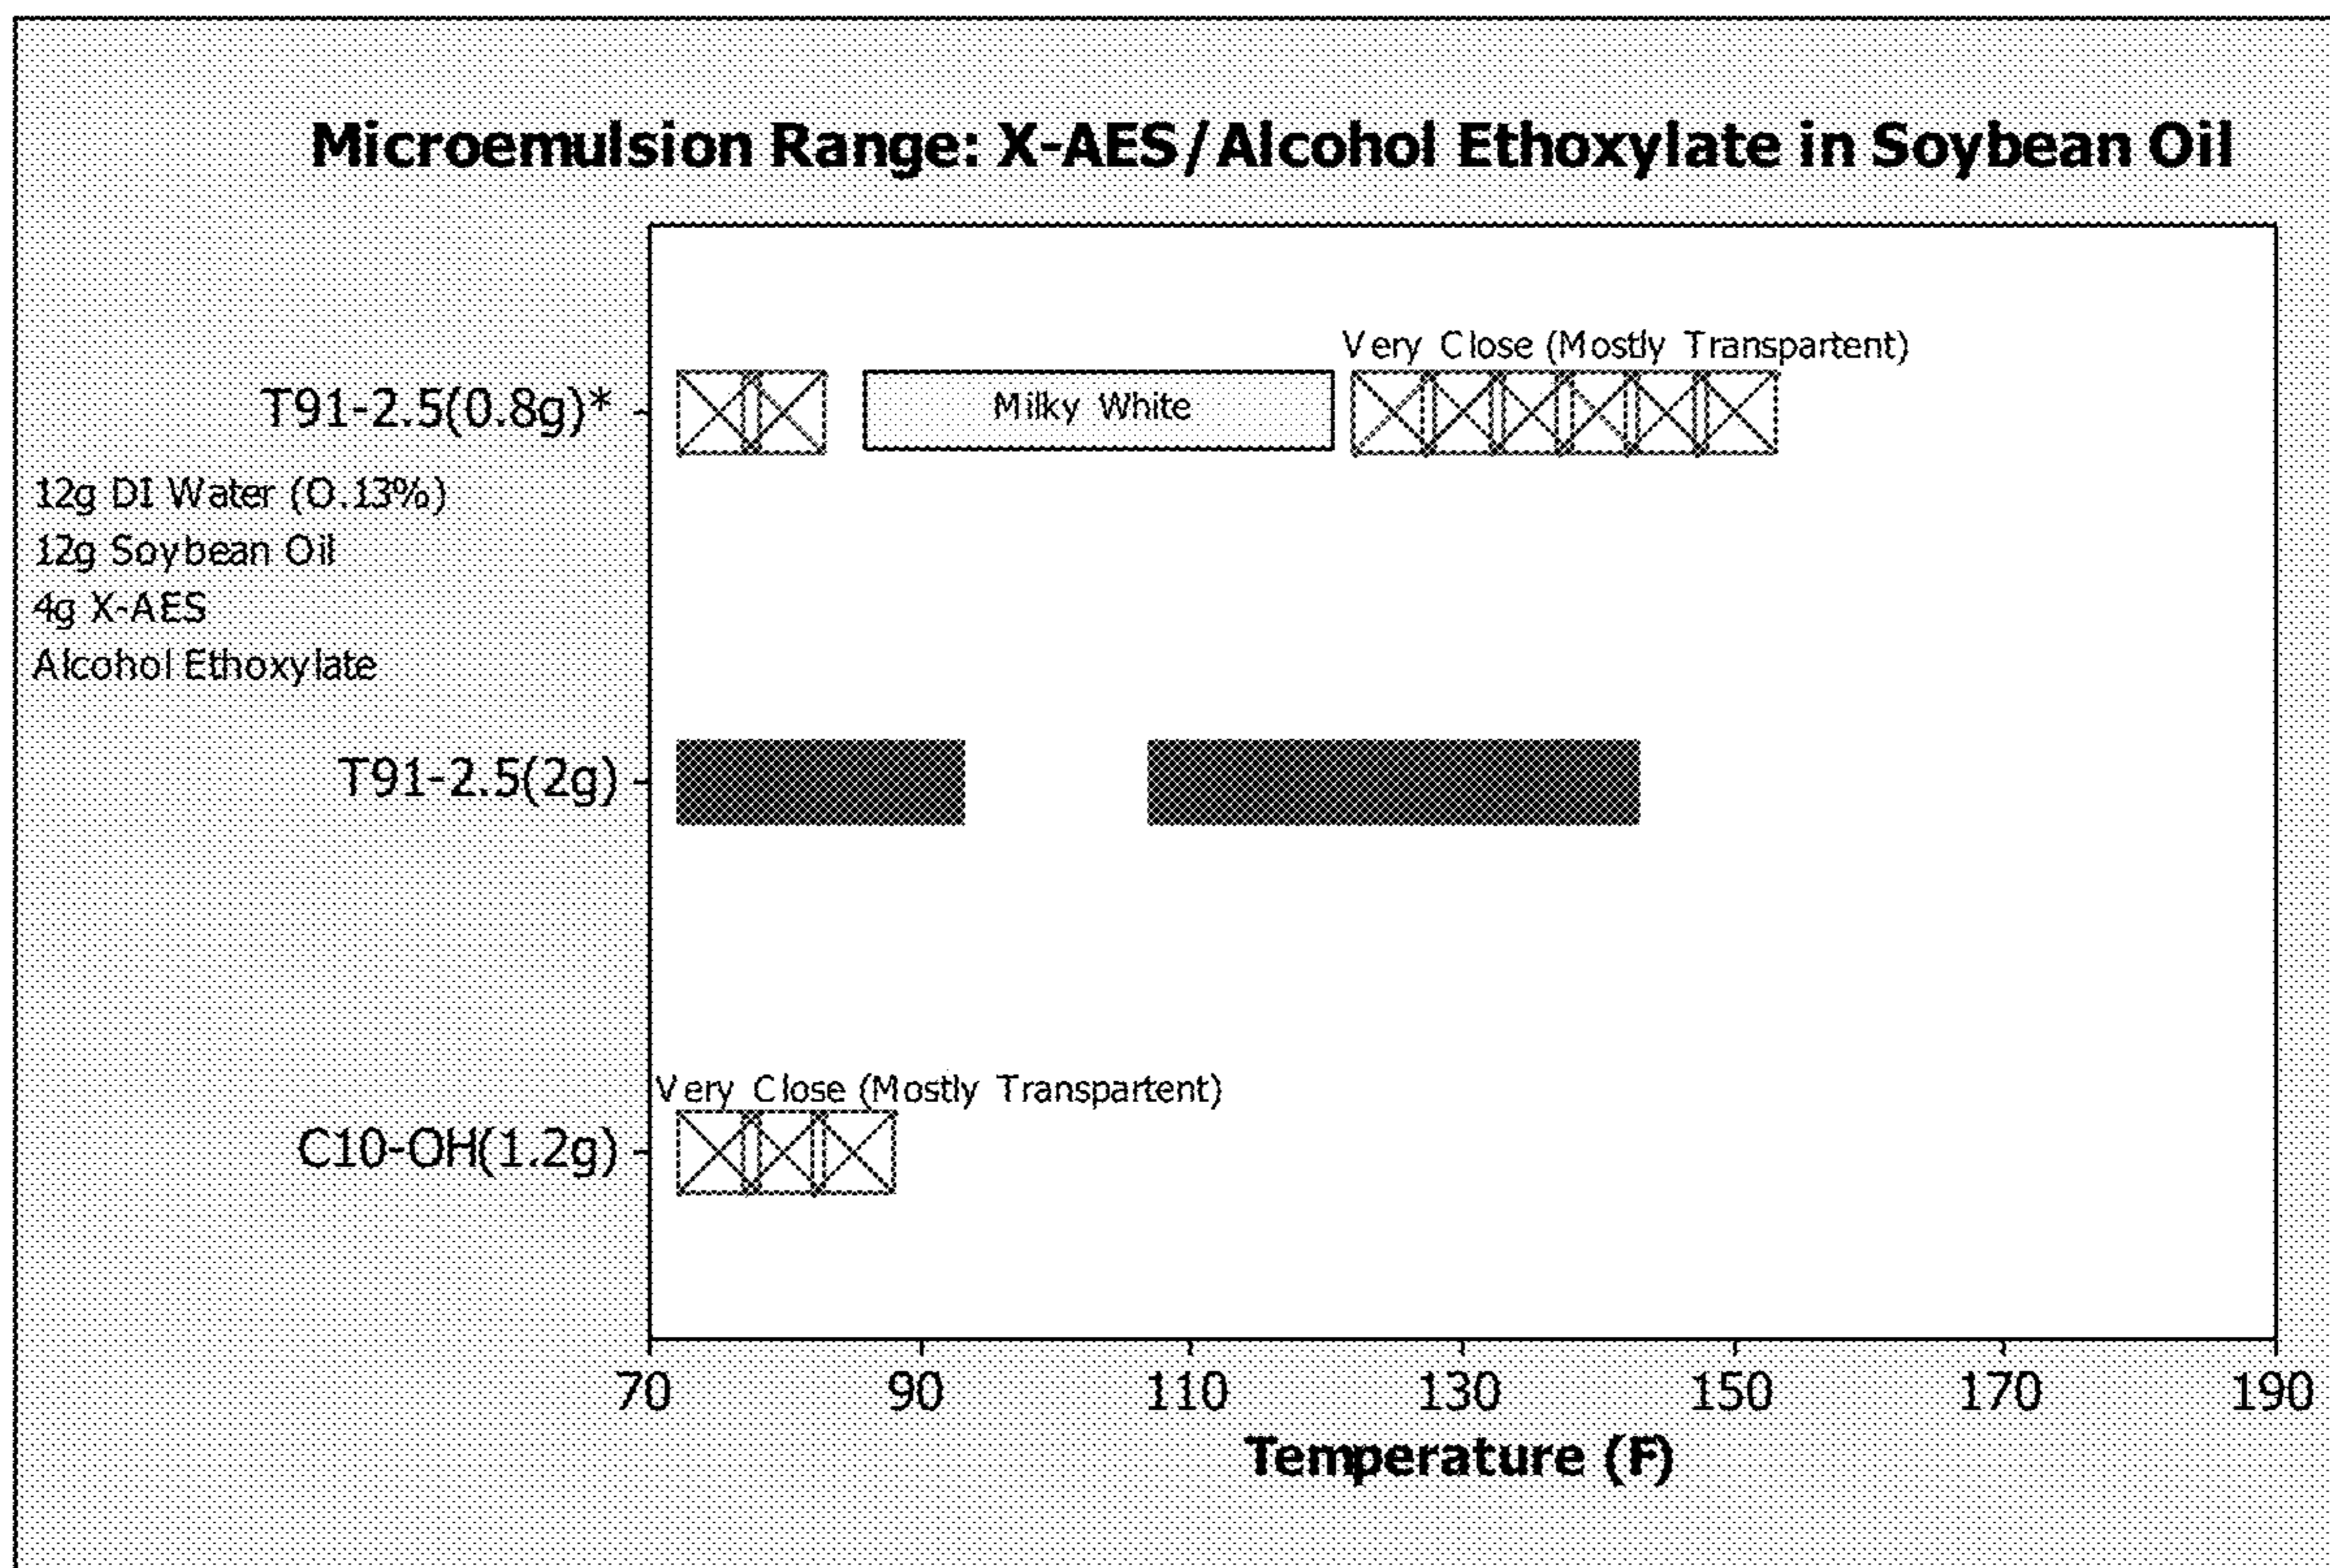 Microemulsion Range: X-AES/Alcohol Ethoxylate in Soybean Oil
Very Close (Mostly Transpartent)
T91-2.5(0.8g)*
Milky White
12g DI Water (0.13%)
12g Soybean Oil
4g X-AES
Alcohol Ethoxylate
T91-2.5(2g)
Very Close (Mostly Transpartent)
C10-OH(1.2g)
70 90 110 130 150 170 190
Temperature (F)